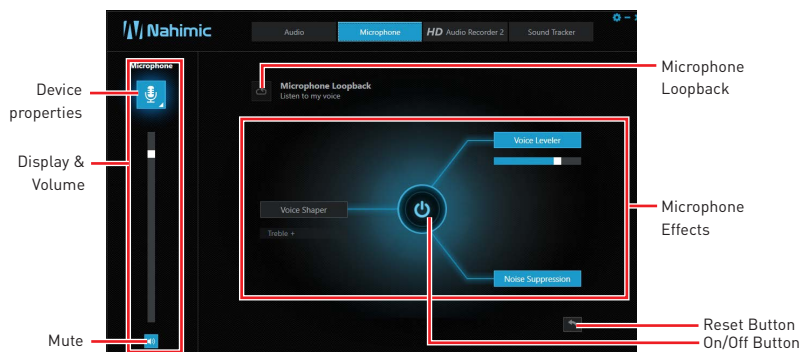 Nahimic
Audio
Microphone
HD Audio Recorder 2
Sound Tracker
Microphone
Device
properties
Display &
Volume
Mute
Microphone Loopback
Listen to my voice
Voice Leveler
Voice Shaper
Treble +
Noise Suppression
Microphone
Loopback
Microphone
Effects
Reset Button
On/Off Button